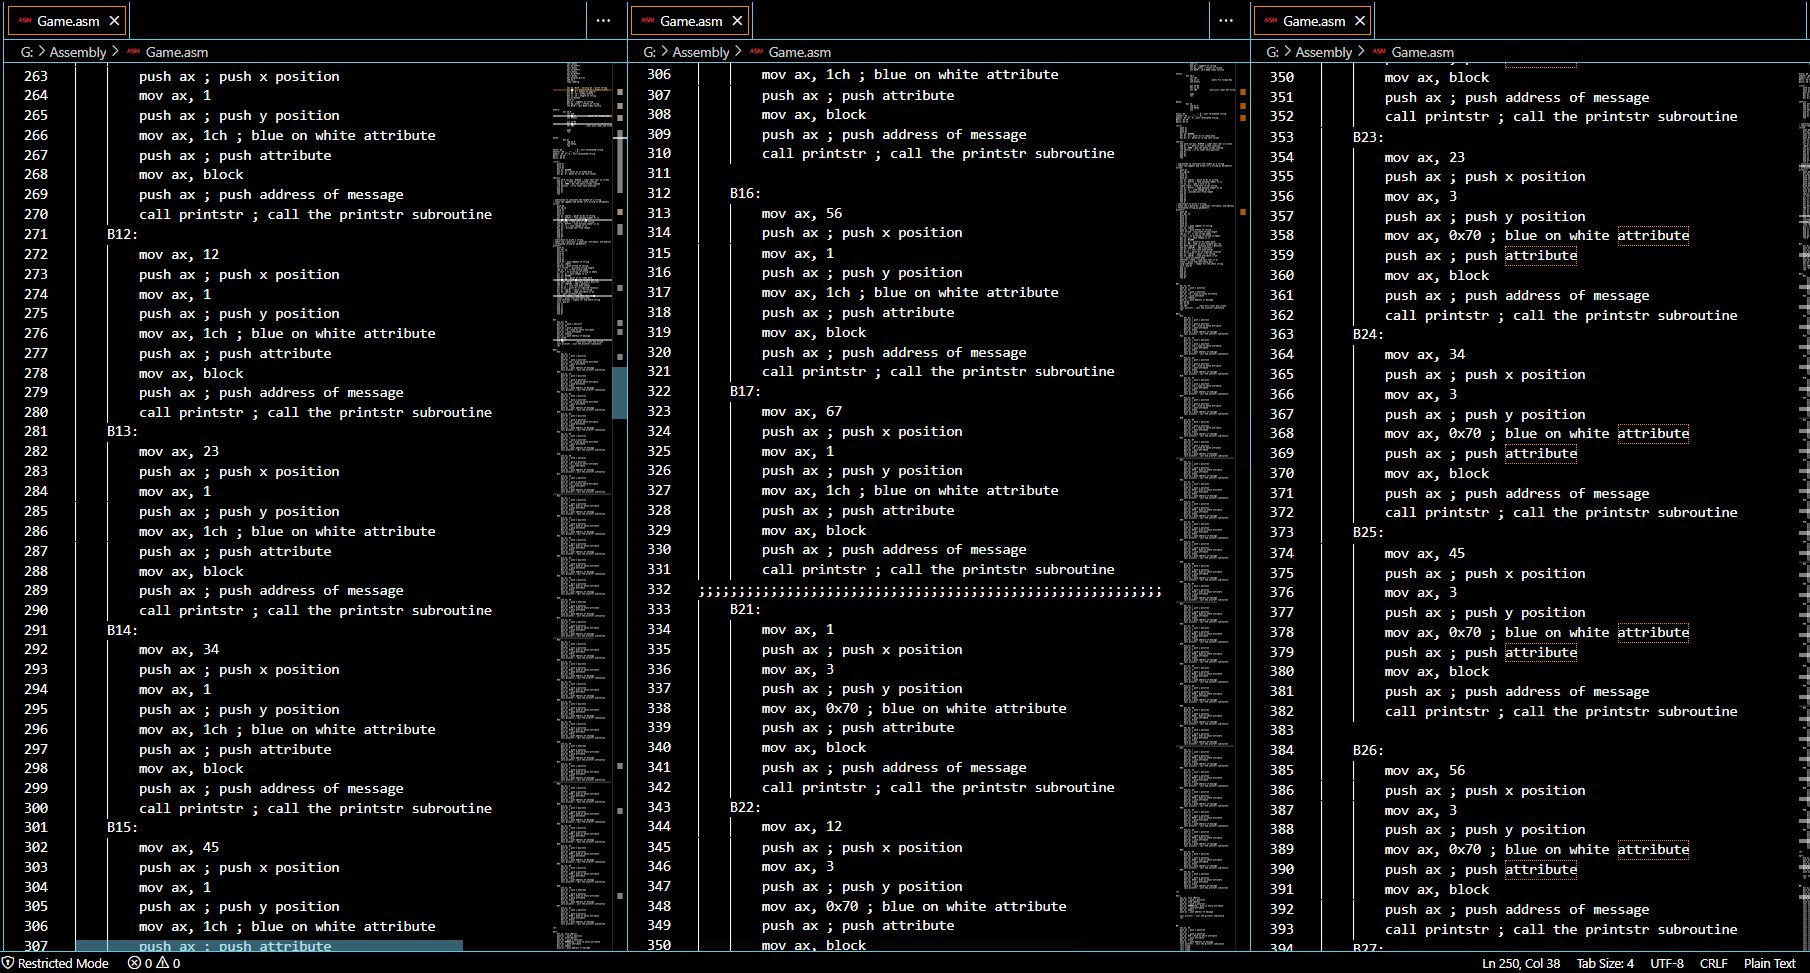 ASM Game.asm × ...
G: > Assembly > ASM Game.asm
263 push ax ; push x position
264 mov ax, 1
265 push ax ; push y position
266 mov ax, 1ch ; blue on white attribute
267 push ax ; push attribute
268 mov ax, block
269 push ax ; push address of message
270 call printstr ; call the printstr subroutine
271 B12:
272 mov ax, 12
273 push ax ; push x position
274 mov ax, 1
275 push ax ; push y position
276 mov ax, 1ch ; blue on white attribute
277 push ax ; push attribute
278 mov ax, block
279 push ax ; push address of message
280 call printstr ; call the printstr subroutine
281 B13:
282 mov ax, 23
283 push ax ; push x position
284 mov ax, 1
285 push ax ; push y position
286 mov ax, 1ch ; blue on white attribute
287 push ax ; push attribute
288 mov ax, block
289 push ax ; push address of message
290 call printstr ; call the printstr subroutine
291 B14:
292 mov ax, 34
293 push ax ; push x position
294 mov ax, 1
295 push ax ; push y position
296 mov ax, 1ch ; blue on white attribute
297 push ax ; push attribute
298 mov ax, block
299 push ax ; push address of message
300 call printstr ; call the printstr subroutine
301 B15:
302 mov ax, 45
303 push ax ; push x position
304 mov ax, 1
305 push ax ; push y position
306 mov ax, 1ch ; blue on white attribute
307 push ax ; push attribute
ASM Game.asm × ...
G: > Assembly > ASM Game.asm
306 mov ax, 1ch ; blue on white attribute
307 push ax ; push attribute
308 mov ax, block
309 push ax ; push address of message
310 call printstr ; call the printstr subroutine
311
312 B16:
313 mov ax, 56
314 push ax ; push x position
315 mov ax, 1
316 push ax ; push y position
317 mov ax, 1ch ; blue on white attribute
318 push ax ; push attribute
319 mov ax, block
320 push ax ; push address of message
321 call printstr ; call the printstr subroutine
322 B17:
323 mov ax, 67
324 push ax ; push x position
325 mov ax, 1
326 push ax ; push y position
327 mov ax, 1ch ; blue on white attribute
328 push ax ; push attribute
329 mov ax, block
330 push ax ; push address of message
331 call printstr ; call the printstr subroutine
332 ;;;;;;;;;;;;;;;;;;;;;;;;;;;;;;;;;;;;;;;;;;;;;;;;;;;;;;;;;;
333 B21:
334 mov ax, 1
335 push ax ; push x position
336 mov ax, 3
337 push ax ; push y position
338 mov ax, 0x70 ; blue on white attribute
339 push ax ; push attribute
340 mov ax, block
341 push ax ; push address of message
342 call printstr ; call the printstr subroutine
343 B22:
344 mov ax, 12
345 push ax ; push x position
346 mov ax, 3
347 push ax ; push y position
348 mov ax, 0x70 ; blue on white attribute
349 push ax ; push attribute
350 mov ax, block
ASM Game.asm ×
G: > Assembly > ASM Game.asm
350 mov ax, block
351 push ax ; push address of message
352 call printstr ; call the printstr subroutine
353 B23:
354 mov ax, 23
355 push ax ; push x position
356 mov ax, 3
357 push ax ; push y position
358 mov ax, 0x70 ; blue on white attribute
359 push ax ; push attribute
360 mov ax, block
361 push ax ; push address of message
362 call printstr ; call the printstr subroutine
363 B24:
364 mov ax, 34
365 push ax ; push x position
366 mov ax, 3
367 push ax ; push y position
368 mov ax, 0x70 ; blue on white attribute
369 push ax ; push attribute
370 mov ax, block
371 push ax ; push address of message
372 call printstr ; call the printstr subroutine
373 B25:
374 mov ax, 45
375 push ax ; push x position
376 mov ax, 3
377 push ax ; push y position
378 mov ax, 0x70 ; blue on white attribute
379 push ax ; push attribute
380 mov ax, block
381 push ax ; push address of message
382 call printstr ; call the printstr subroutine
383
384 B26:
385 mov ax, 56
386 push ax ; push x position
387 mov ax, 3
388 push ax ; push y position
389 mov ax, 0x70 ; blue on white attribute
390 push ax ; push attribute
391 mov ax, block
392 push ax ; push address of message
393 call printstr ; call the printstr subroutine
394 B27:
Restricted Mode 0 0 Ln 250, Col 38 Tab Size: 4 UTF-8 CRLF Plain Text